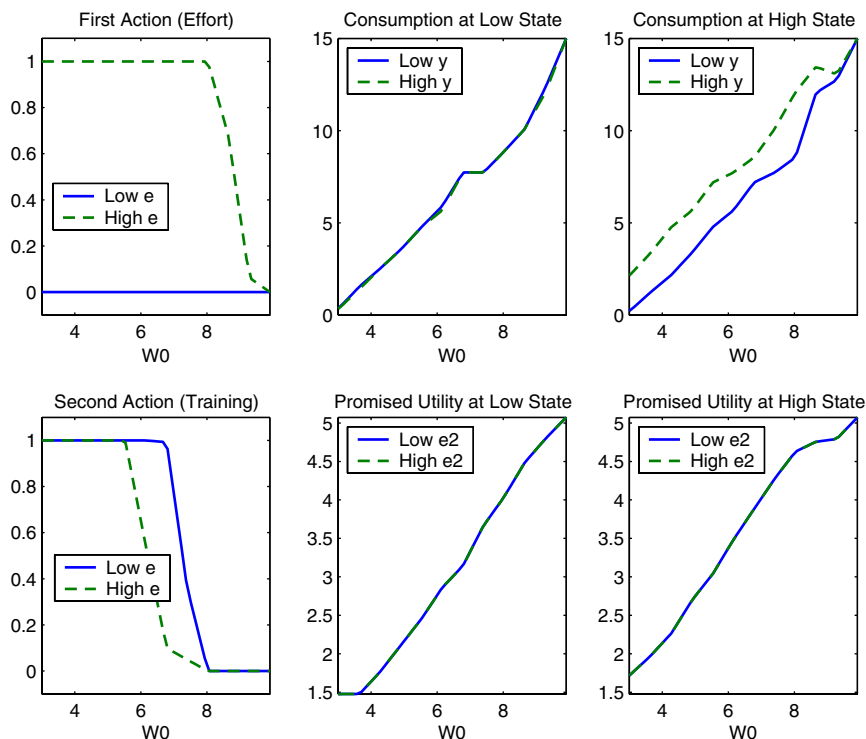 First Action (Effort)
1
0.8
0.6
0.4
0.2
0
Low e
High e
4 6 8
W0
Consumption at Low State
15
10
5
0
Low y
High y
4 6 8
W0
Consumption at High State
15
10
5
0
Low y
High y
4 6 8
W0
Second Action (Training)
1
0.8
0.6
0.4
0.2
0
Low e
High e
4 6 8
W0
Promised Utility at Low State
5
4.5
4
3.5
3
2.5
2
1.5
Low e2
High e2
4 6 8
W0
Promised Utility at High State
5
4.5
4
3.5
3
2.5
2
1.5
Low e2
High e2
4 6 8
W0